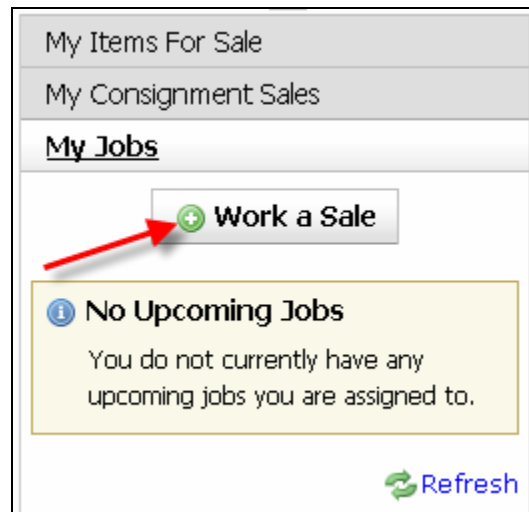 My Items For Sale
My Consignment Sales
My Jobs
Work a Sale
No Upcoming Jobs
You do not currently have any
upcoming jobs you are assigned to.
Refresh